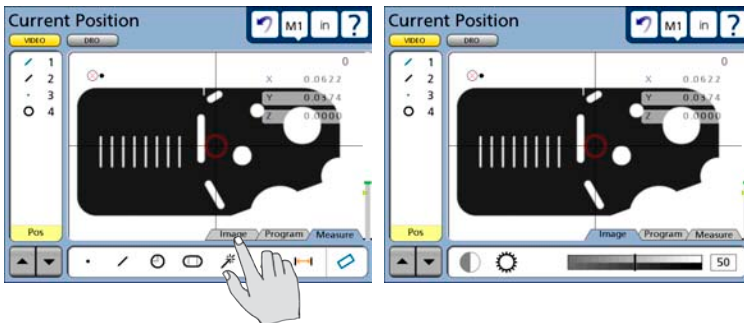 Current Position
M1 in ?
VIDEO DRO
1
2
3
4
0
X 0.0622
Y 0.0374
Z 0.0000
Pos
Image Program Measure
Current Position
M1 in ?
VIDEO DRO
1
2
3
4
0
X 0.0622
Y 0.0374
Z 0.0000
Pos
Image Program Measure
50